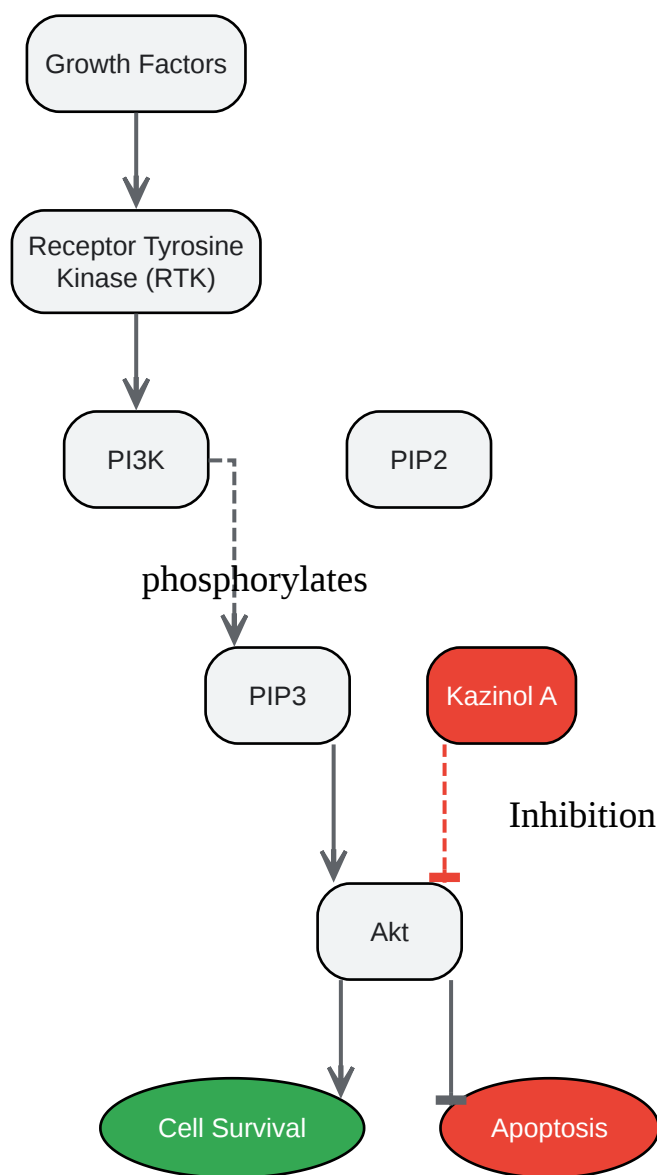 Growth Factors
Receptor Tyrosine
Kinase (RTK)
PI3K
PIP2
phosphorylates
PIP3
Kazinol A
Inhibition
Akt
Cell Survival
Apoptosis